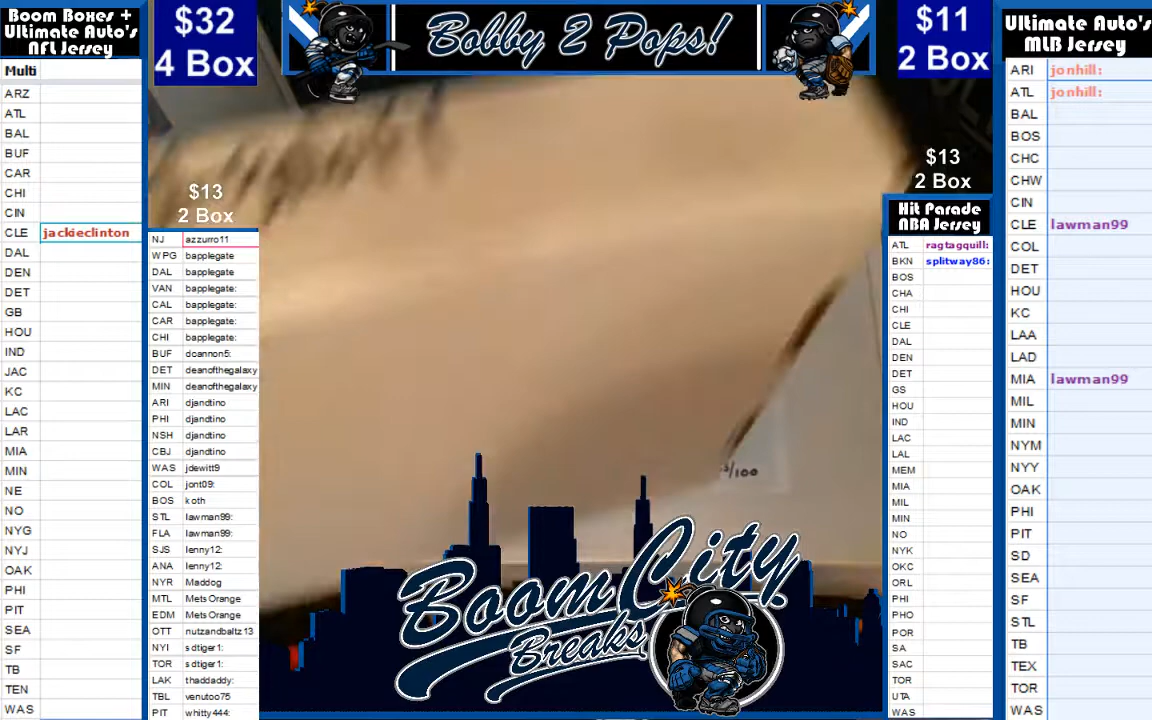 Boom Boxes +
Ultimate Auto's
NFL Jersey
Multi
ARZ
ATL
BAL
BUF
CAR
CHI
CIN
CLE jackieclinton
DAL
DEN
DET
GB
HOU
IND
JAC
KC
LAC
LAR
MIA
MIN
NE
NO
NYG
NYJ
OAK
PHI
PIT
SEA
SF
TB
TEN
WAS
$32
4 Box
$13
2 Box
NJ azzurro11
WPG bapplegate
DAL bapplegate
VAN bapplegate:
CAL bapplegate:
CAR bapplegate:
CHI bapplegate:
BUF dcannon5:
DET deanofthegalaxy
MIN deanofthegalaxy
ARI djandtino
PHI djandtino
NSH djandtino
CBJ djandtino
WAS jdewitt9
COL jont09:
BOS koth
STL lawman99:
FLA lawman99:
SJS lenny12:
ANA lenny12:
NYR Maddog
MTL MetsOrange
EDM MetsOrange
OTT nutzandbaltz13
NYI sdtiger1:
TOR sdtiger1:
LAK thaddaddy:
TBL venutoo75
PIT whitty444:
Bobby 2 Pops!
/100
Boom City
Breaks
$11
2 Box
$13
2 Box
Hit Parade
NBA Jersey
ATL ragtagquill:
BKN splitway86:
BOS
CHA
CHI
CLE
DAL
DEN
DET
GS
HOU
IND
LAC
LAL
MEM
MIA
MIL
MIN
NO
NYK
OKC
ORL
PHI
PHO
POR
SA
SAC
TOR
UTA
WAS
Ultimate Auto's
MLB Jersey
ARI jonhill:
ATL jonhill:
BAL
BOS
CHC
CHW
CIN
CLE lawman99
COL
DET
HOU
KC
LAA
LAD
MIA lawman99
MIL
MIN
NYM
NYY
OAK
PHI
PIT
SD
SEA
SF
STL
TB
TEX
TOR
WAS